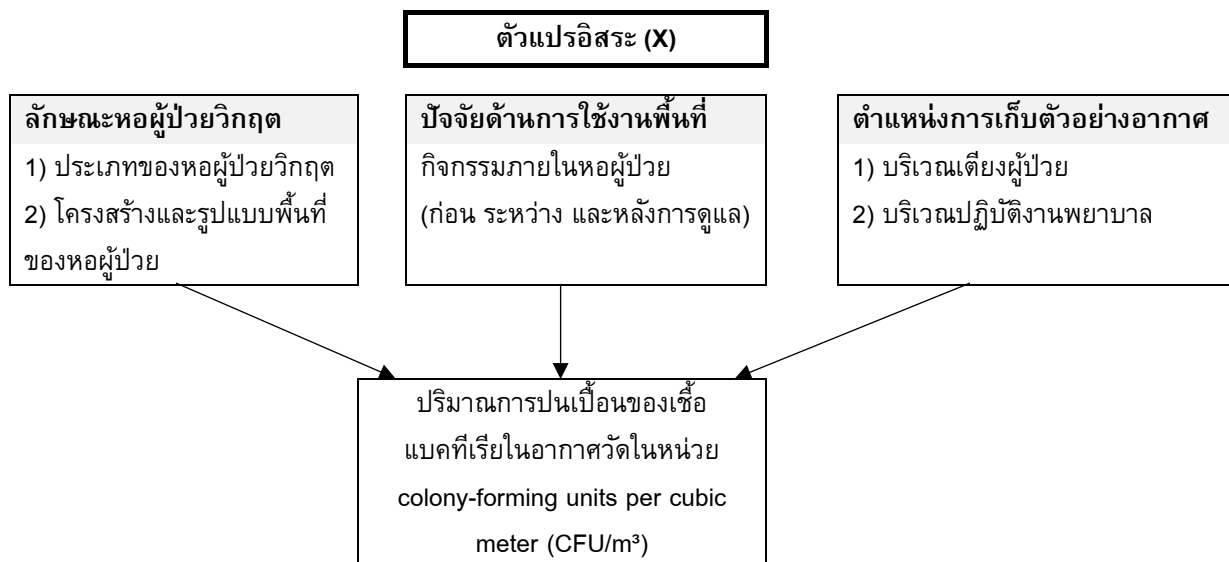 ตัวแปรอิสระ (X)
ลักษณะหอผู้ป่วยวิกฤต
1) ประเภทของหอผู้ป่วยวิกฤต
2) โครงสร้างและรูปแบบพื้นที่
ของหอผู้ป่วย
ปัจจัยด้านการใช้งานพื้นที่
กิจกรรมภายในหอผู้ป่วย
(ก่อน ระหว่าง และหลังการดูแล)
ตำแหน่งการเก็บตัวอย่างอากาศ
1) บริเวณเตียงผู้ป่วย
2) บริเวณปฏิบัติงานพยาบาล
ปริมาณการปนเปื้อนของเชื้อ
แบคทีเรียในอากาศวัดในหน่วย
colony-forming units per cubic
meter (CFU/m³)